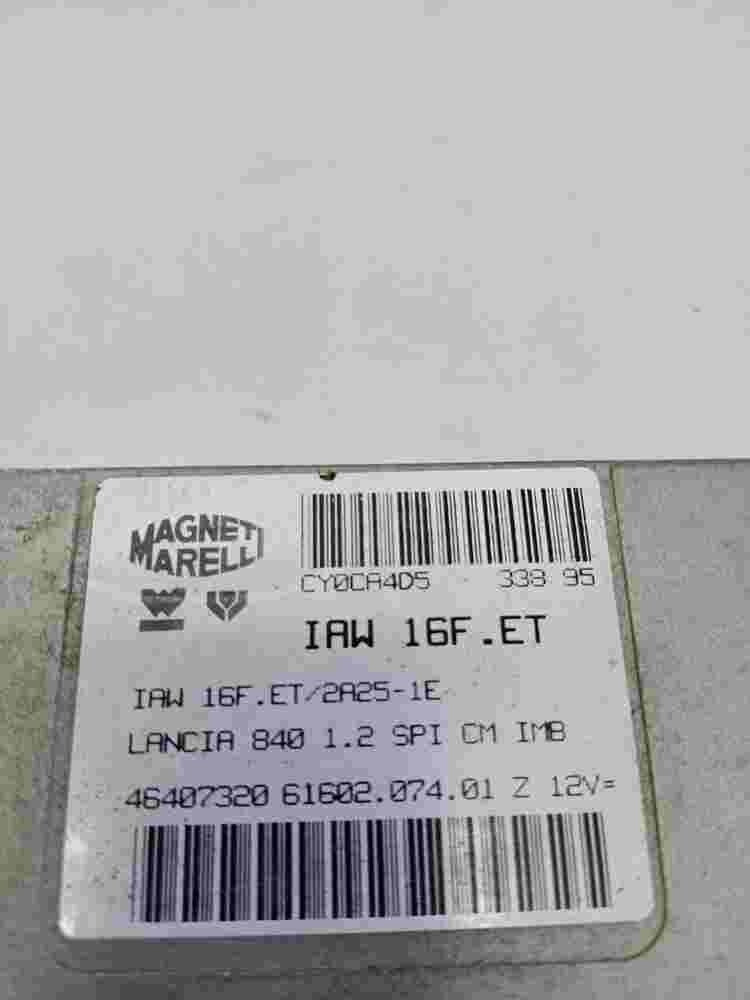 MAGNETI
MARELLI
CY0CA4D5 339 95
IAW 16F.ET
IAW 16F.ET/2A25-1E
LANCIA 840 1.2 SPI CM IMB
46407320 61602.074.01 Z 12V=